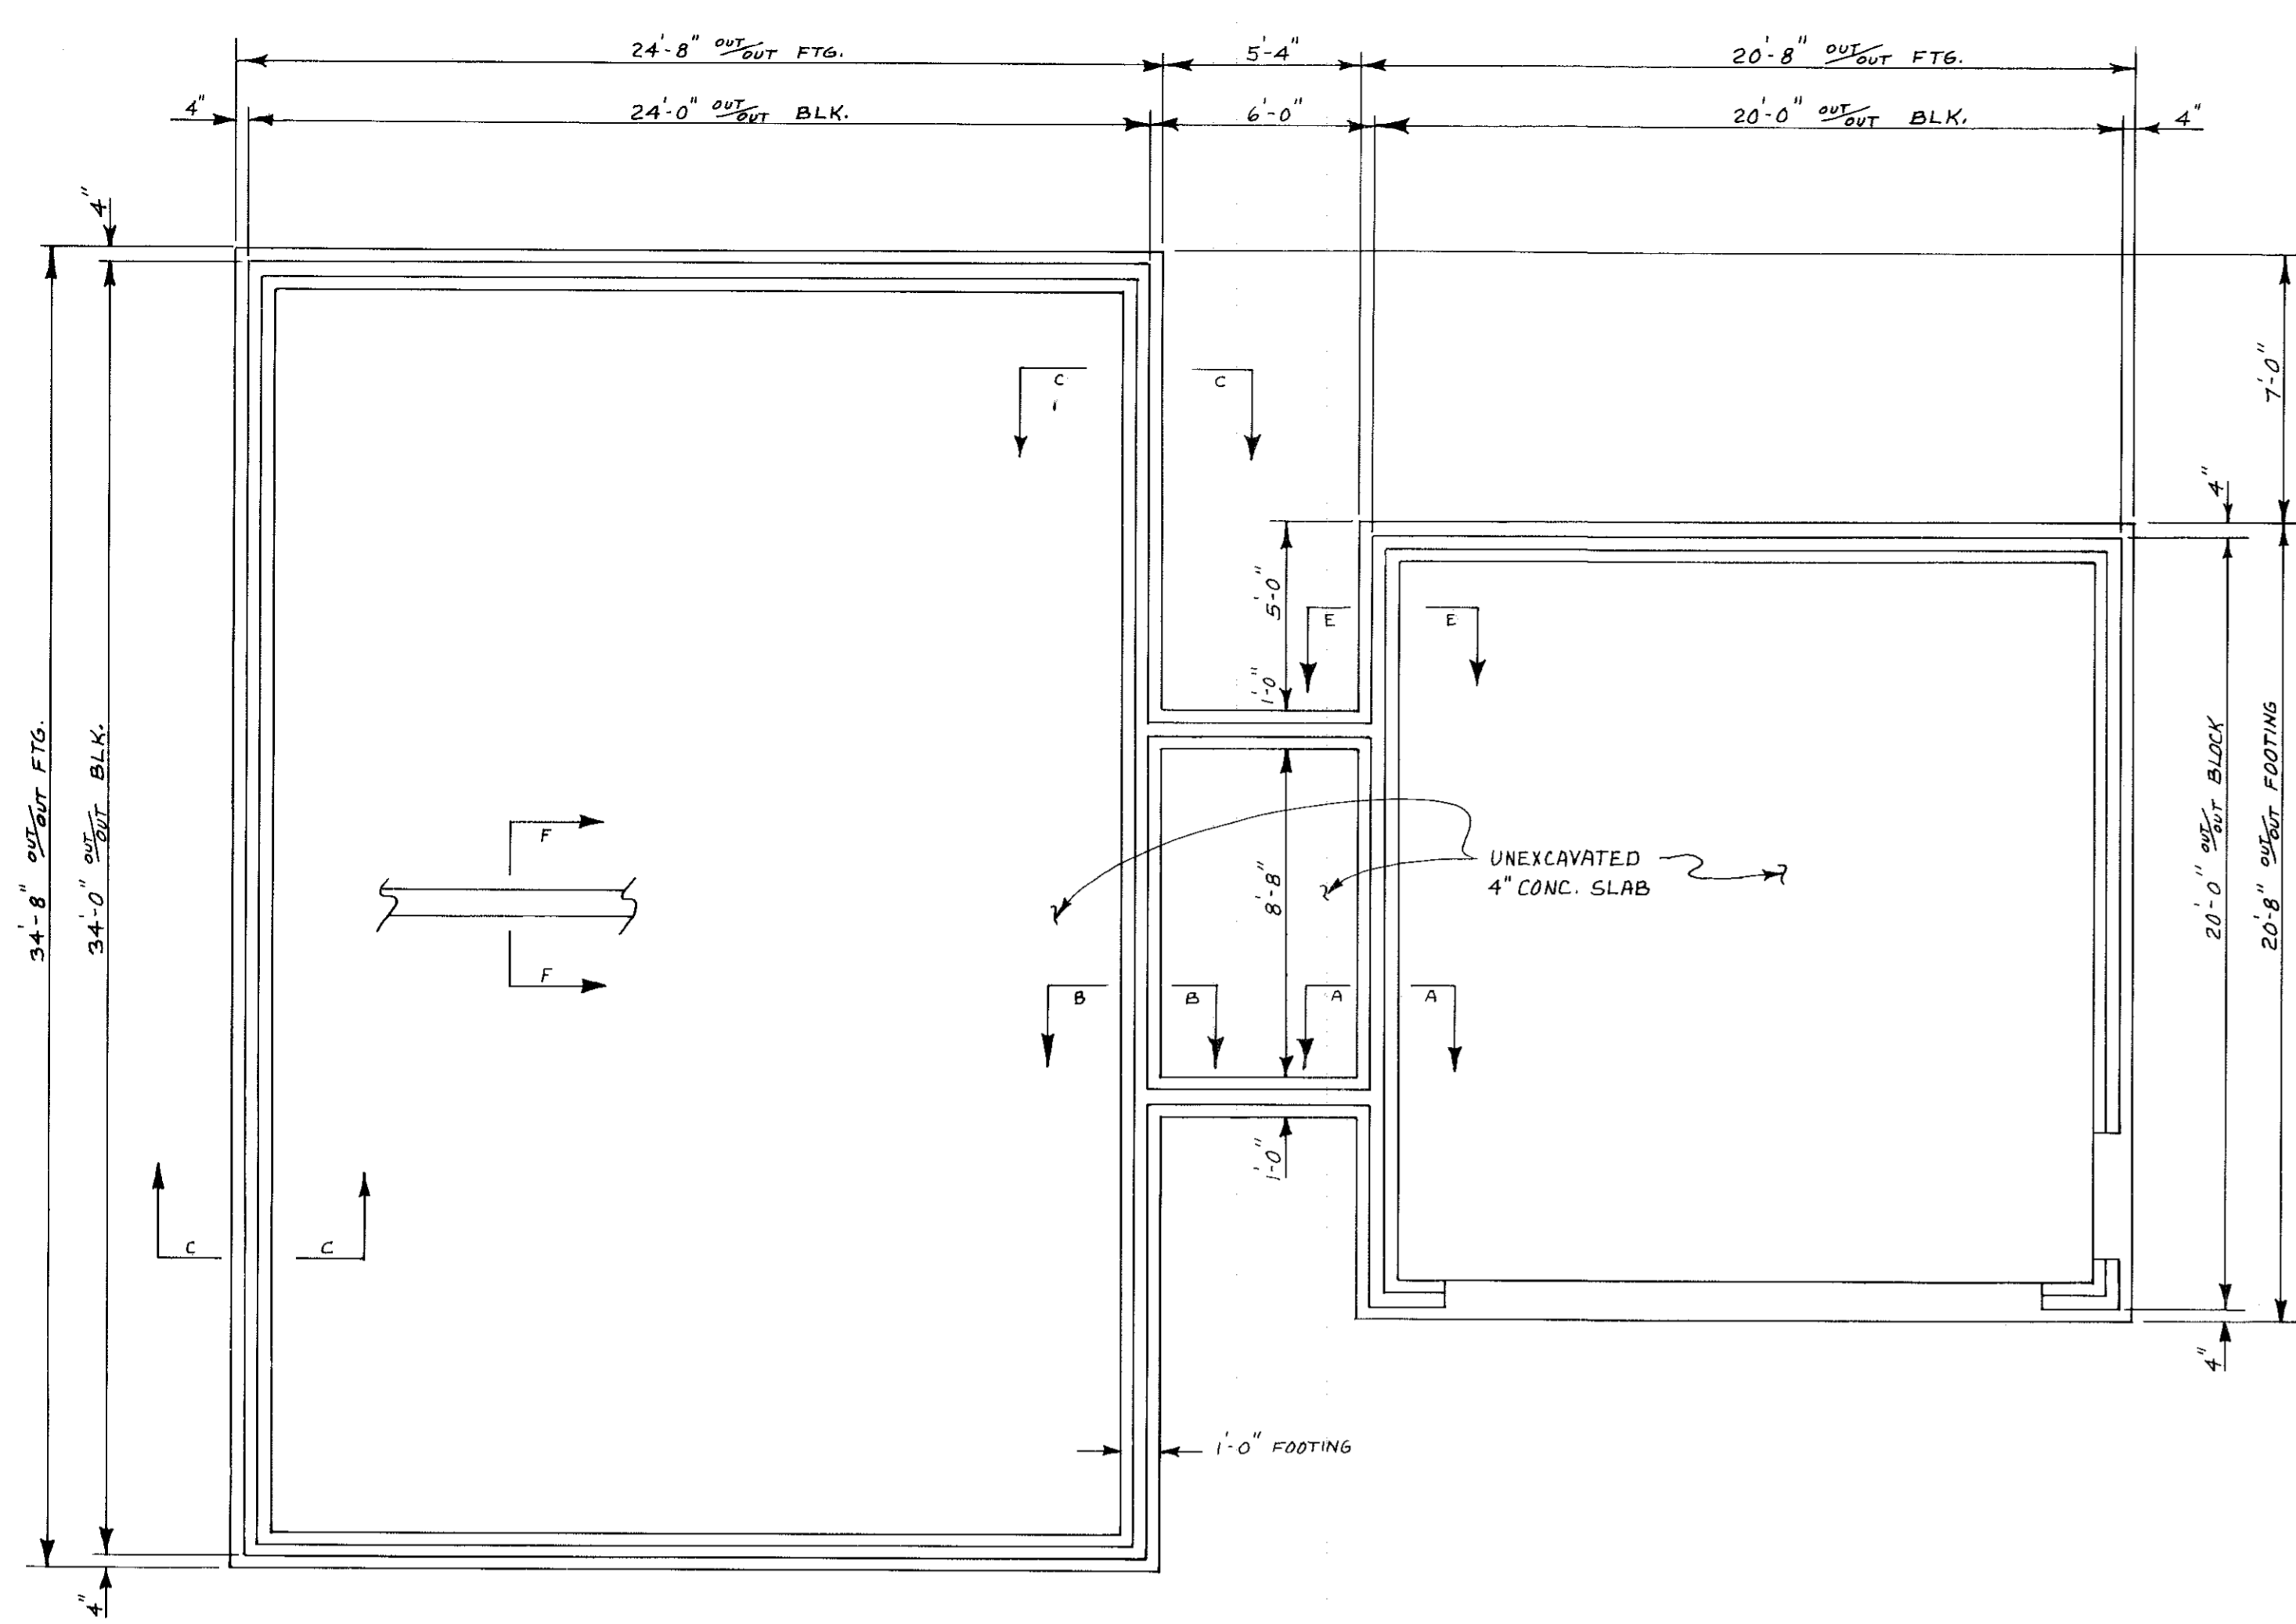 24'-8" OUT/OUT FTG.
5'-4"
20'-8" OUT/OUT FTG.
4"
24'-0" OUT/OUT BLK.
6'-0"
20'-0" OUT/OUT BLK.
4"
4"
34'-8" OUT/OUT FTG.
34'-0" OUT/OUT BLK.
4"
C
C
7'-0"
4"
5'-0"
1'-0"
E
E
20'-0" OUT/OUT BLOCK
20'-8" OUT/OUT FOOTING
F
F
8'-8"
UNEXCAVATED
4" CONC. SLAB
B
B
A
A
1'-0"
C
C
4"
1'-0" FOOTING